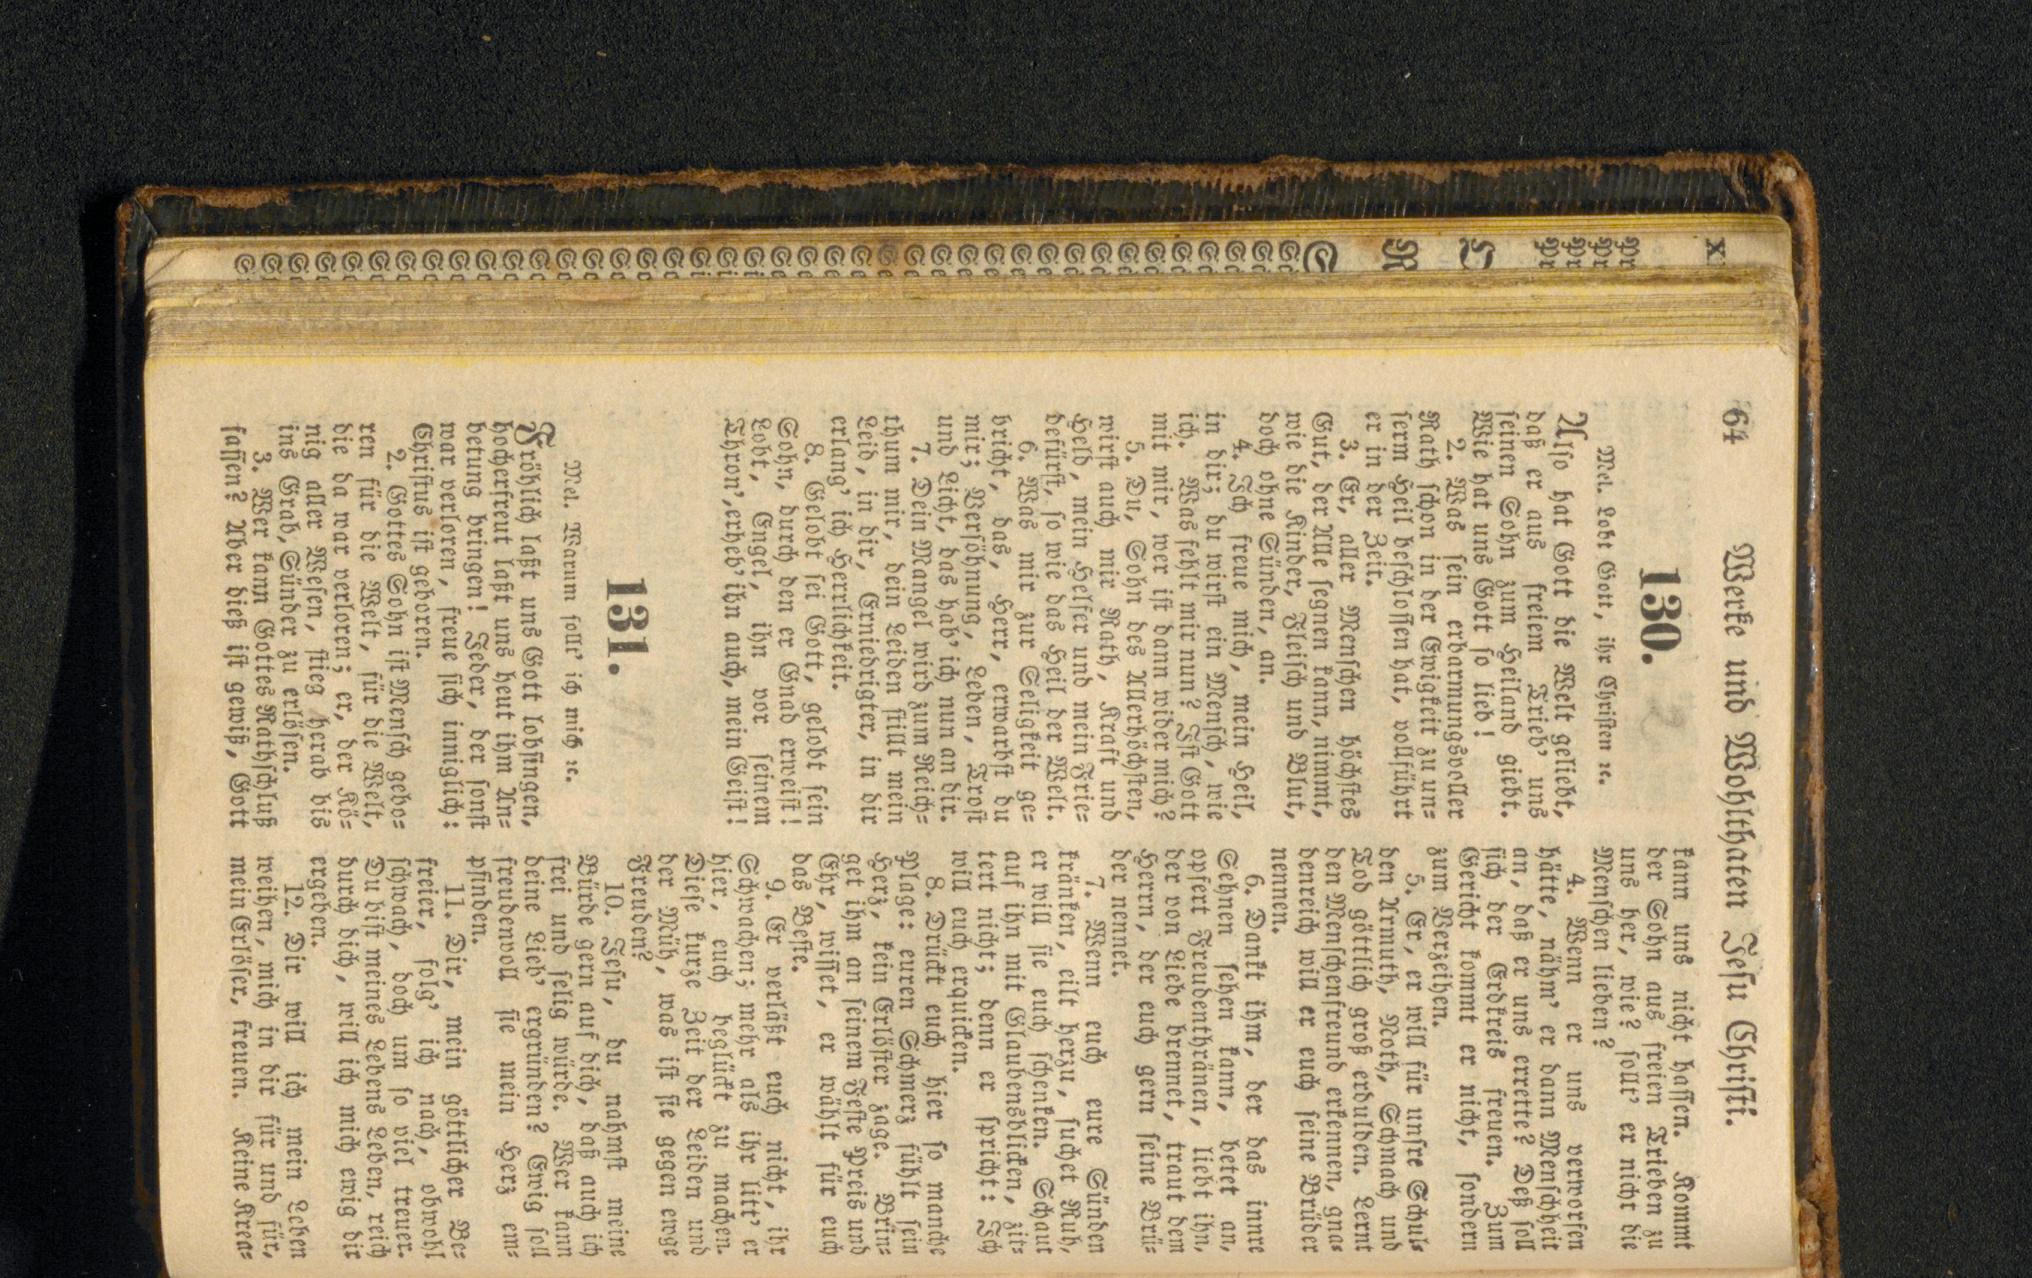 64 Werke und Wohlthaten Jesu Christi.
130.
Mel. Lobt Gott, ihr Christen ꝛc.
Also hat Gott die Welt geliebt,
daß er aus freiem Trieb' uns
seinen Sohn zum Heiland giebt.
Wie hat uns Gott so lieb!
2. Was sein erbarmungsvoller
Rath schon in der Ewigkeit zu un=
serm Heil beschlossen hat, vollführt
er in der Zeit.
3. Er, aller Menschen höchstes
Gut, der Alle segnen kann, nimmt,
wie die Kinder, Fleisch und Blut,
doch ohne Sünden, an.
4. Ich freue mich, mein Heil,
in dir; du wirst ein Mensch, wie
ich. Was fehlt mir nun? Ist Gott
mit mir, wer ist dann wider mich?
5. Du, Sohn des Allerhöchsten,
wirst auch mir Rath, Kraft und
Held, mein Helfer und mein Frie=
defürst, so wie das Heil der Welt.
6. Was mir zur Seligkeit ge=
bricht, das, Herr, erwarbst du
mir; Versöhnung, Leben, Trost
und Licht, das hab' ich nun an dir.
7. Dein Mangel wird zum Reich=
thum mir, dein Leiden stillt mein
Leid, in dir, Erniedrigter, in dir
erlang' ich Herrlichkeit.
8. Gelobt sei Gott, gelobt sein
Sohn, durch den er Gnad erweist!
Lobt, Engel, ihn vor seinem
Thron', erheb' ihn auch, mein Geist!
131.
Mel. Warum sollt' ich mich ꝛc.
Fröhlich laßt uns Gott lobsingen,
hocherfreut laßt uns heut ihm An=
betung bringen! Jeder, der sonst
war verloren, freue sich inniglich:
Christus ist geboren.
2. Gottes Sohn ist Mensch gebo=
ren für die Welt, für die Welt,
die da war verloren; er, der Kö=
nig aller Wesen, stieg herab bis
ins Grab, Sünder zu erlösen.
3. Wer kann Gottes Rathschluß
fassen? Aber dieß ist gewiß, Gott
kann uns nicht hassen. Kommt
der Sohn aus freien Trieben zu
uns her, wie? sollt' er nicht die
Menschen lieben?
4. Wenn er uns verworfen
hätte, nähm' er dann Menschheit
an, daß er uns errette? Deß soll
sich der Erdkreis freuen. Zum
Gericht kommt er nicht, sondern
zum Verzeihen.
5. Er, er will für unsre Schul=
den Armuth, Noth, Schmach und
Tod göttlich groß erdulden. Lernt
den Menschenfreund erkennen, gna=
denreich will er euch seine Brüder
nennen.
6. Dankt ihm, der das innre
Sehnen sehen kann, betet an,
opfert Freudenthränen, liebt ihn,
der von Liebe brennet, traut dem
Herrn, der euch gern seine Brü=
der nennet.
7. Wenn euch eure Sünden
kränken, eilt herzu, suchet Ruh,
er will sie euch schenken. Schaut
auf ihn mit Glaubensblicken, zit=
tert nicht; denn er spricht: Ich
will euch erquicken.
8. Drückt euch hier so manche
Plage: euren Schmerz fühlt sein
Herz, kein Erlöster zage. Brin=
get ihm an seinem Feste Preis und
Ehr, wisset, er wählt für euch
das Beste.
9. Er verläßt euch nicht, ihr
Schwachen; mehr als ihr litt' er
hier, euch beglückt zu machen.
Diese kurze Zeit der Leiden und
der Müh, was ist sie gegen ewge
Freuden?
10. Jesu, du nahmst meine
Bürde gern auf dich, daß auch ich
frei und selig würde. Wer kann
deine Lieb' ergründen? Ewig soll
freudenvoll sie mein Herz em=
pfinden.
11. Dir, mein göttlicher Be=
freier, folg' ich nach, obwohl
schwach, doch um so viel treuer.
Du bist meines Lebens Leben, reich
durch dich, will ich mich ewig dir
ergeben.
12. Dir will ich mein Leben
weihen, mich in dir für und für,
mein Erlöser, freuen. Keine Krea=